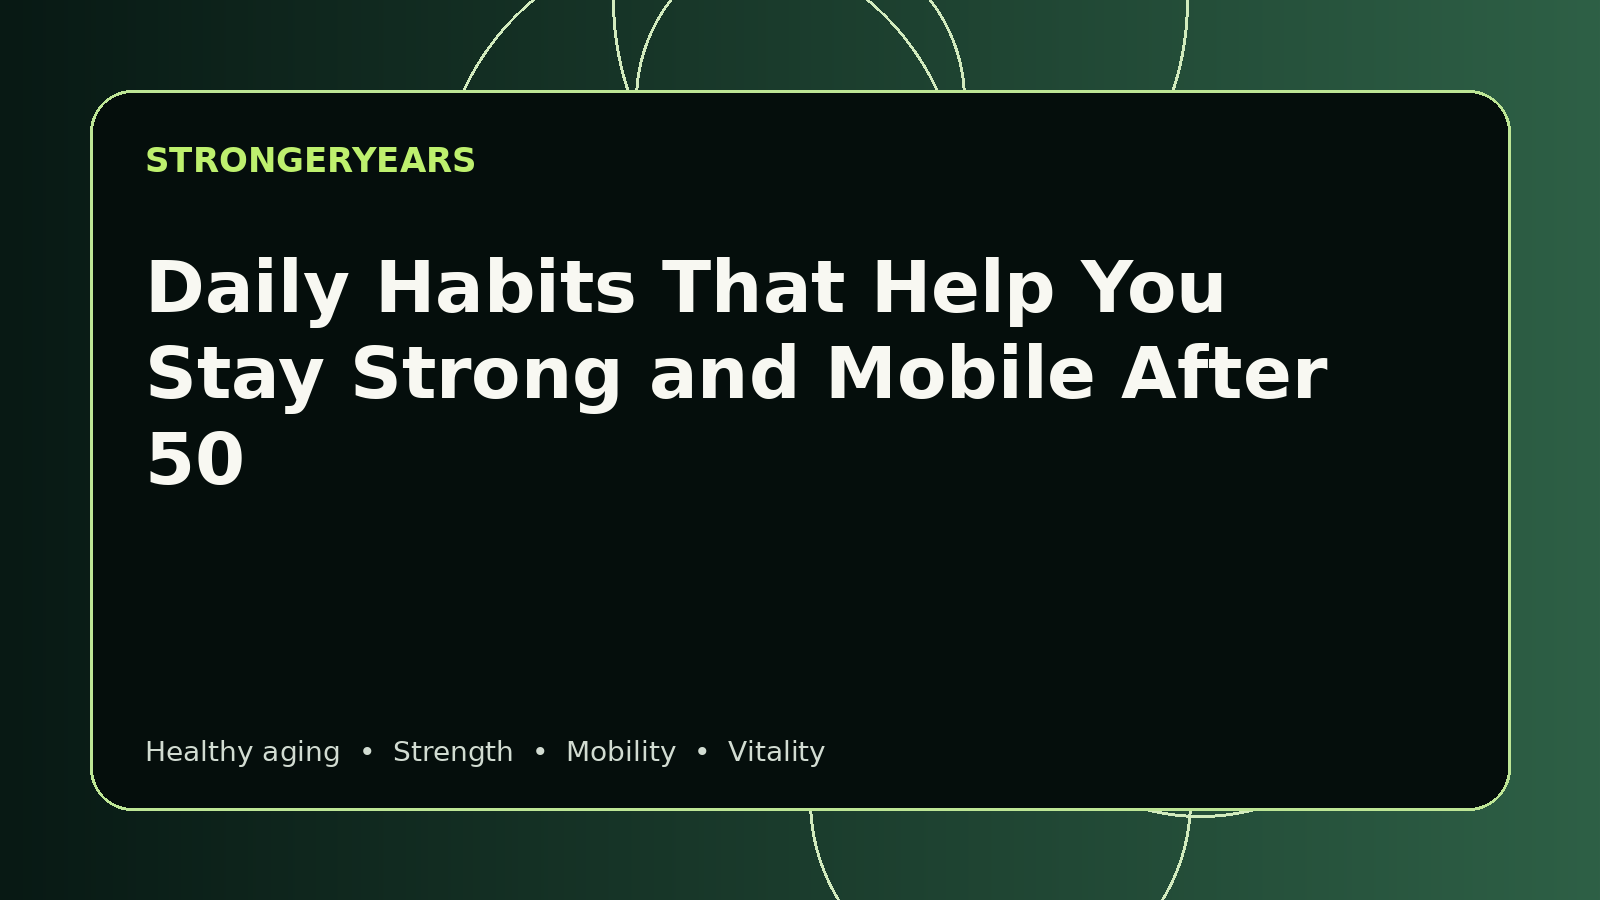 STRONGERYEARS
Daily Habits That Help You
Stay Strong and Mobile After
50
Healthy aging • Strength • Mobility • Vitality